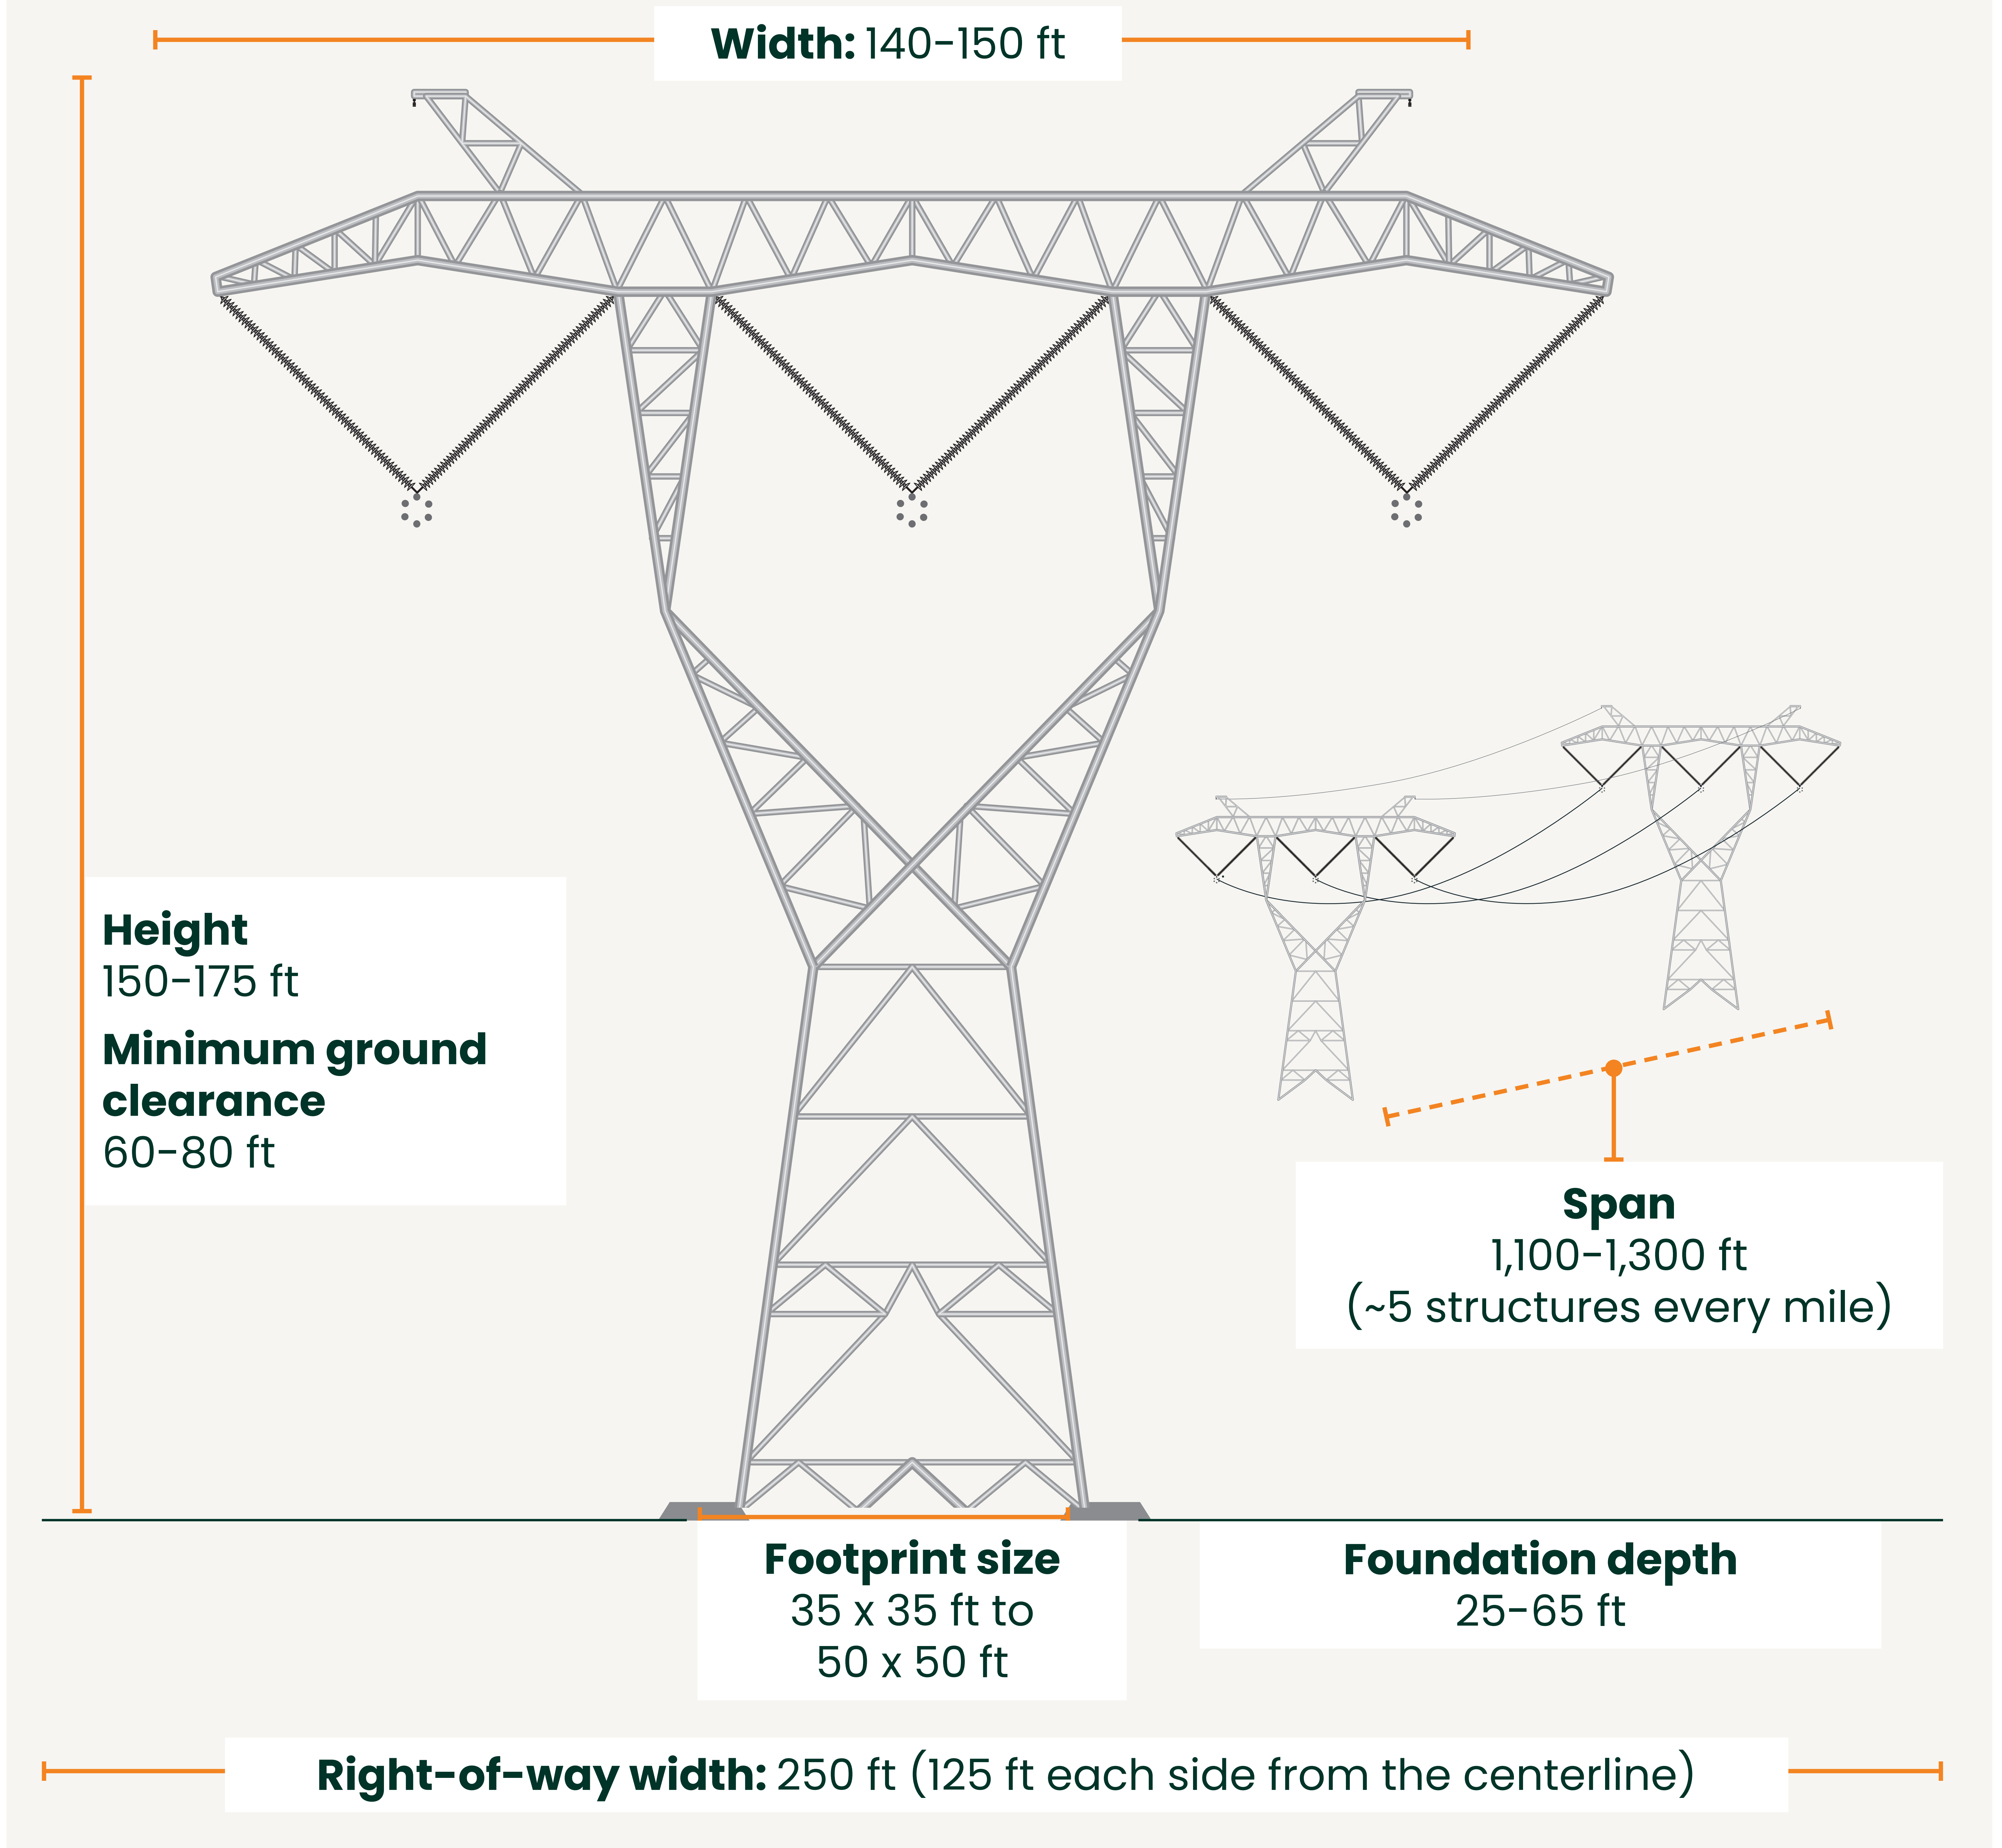 Width: 140-150 ft
Height
150-175 ft
Minimum ground
clearance
60-80 ft
Span
1,100-1,300 ft
(~5 structures every mile)
Footprint size
35 x 35 ft to
50 x 50 ft
Foundation depth
25-65 ft
Right-of-way width: 250 ft (125 ft each side from the centerline)